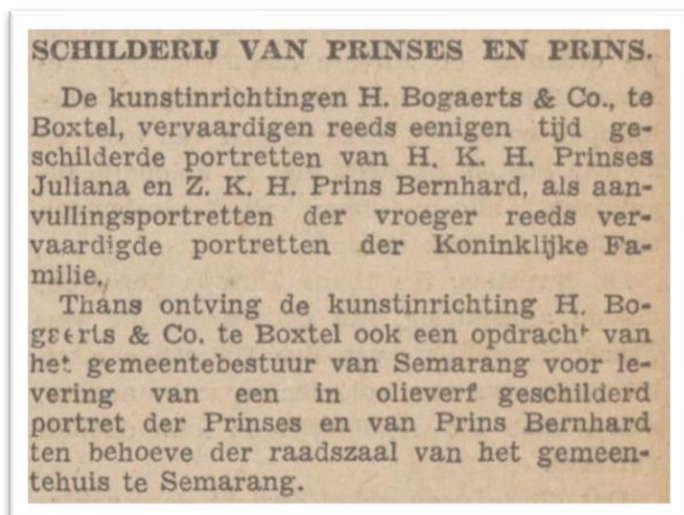 SCHILDERIJ VAN PRINSES EN PRINS.
De kunstinrichtingen H. Bogaerts & Co., te
Boxtel, vervaardigen reeds eenigen tijd ge-
schilderde portretten van H. K. H. Prinses
Juliana en Z. K. H. Prins Bernhard, als aan-
vullingsportretten der vroeger reeds ver-
vaardigde portretten der Koninklijke Fa-
milie.
Thans ontving de kunstinrichting H. Bo-
gaerts & Co. te Boxtel ook een opdracht van
het gemeentebestuur van Semarang voor le-
vering van een in olieverf geschilderd
portret der Prinses en van Prins Bernhard
ten behoeve der raadszaal van het gemeen-
tehuis te Semarang.